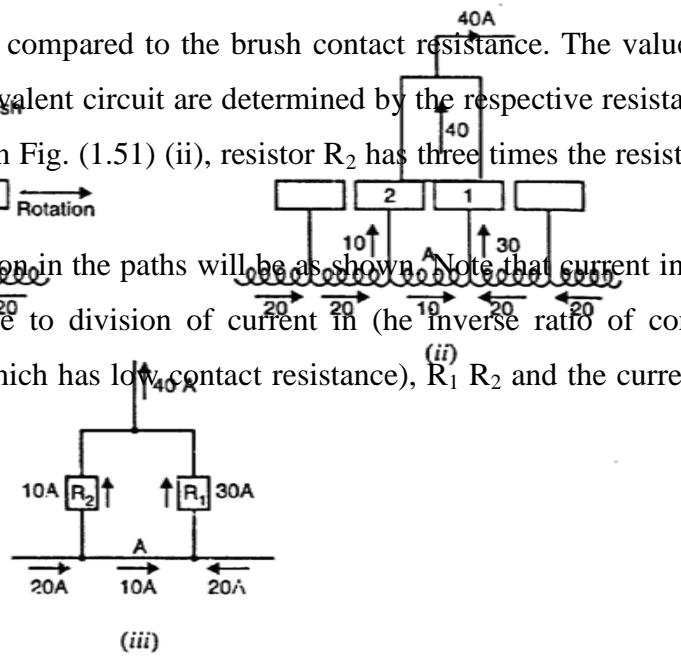 40A
compared to the brush contact resistance. The value
valent circuit are determined by the respective resista
40
n Fig. (1.51) (ii), resistor R₂ has three times the resist
2 1
Rotation
10 30
A
on in the paths will be as shown. Note that current in
20 20 20 10 20 20
e to division of current in (he inverse ratio of con
(ii)
hich has low contact resistance), R₁ R₂ and the curre
40 A
10A R₂ R₁ 30A
A
20A 10A 20A
(iii)